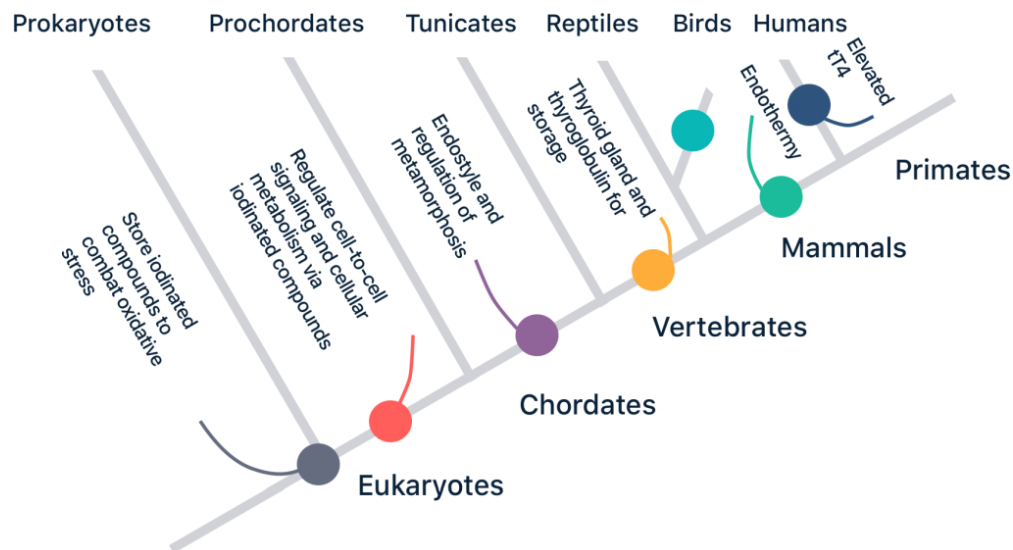 Prokaryotes
Prochordates
Tunicates
Reptiles
Birds
Humans
Store iodinated
compounds to
combat oxidative
stress
Regulate cell-to-cell
signaling and cellular
metabolism via
iodinated compounds
Endostyle and
regulation of
metamorphosis
Thyroid gland and
thyroglobulin for
storage
Endothermy
Elevated
tT4
Primates
Mammals
Vertebrates
Chordates
Eukaryotes